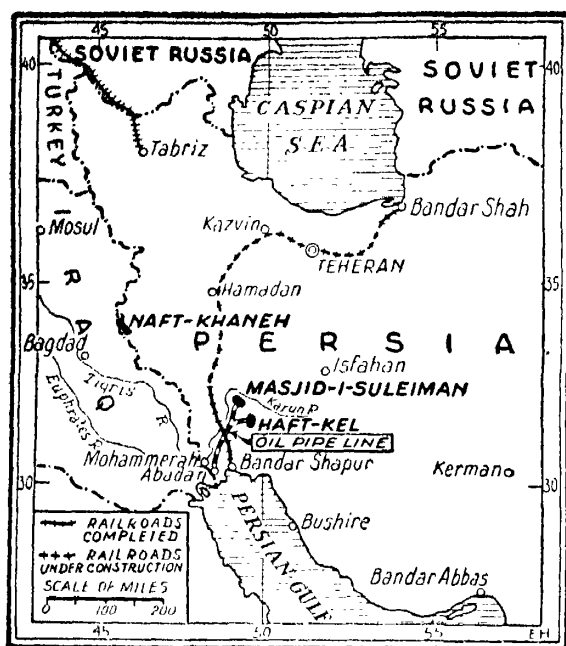 45
50
55
SOVIET RUSSIA
SOVIET
RUSSIA
40
40
TURKEY
CASPIAN
SEA
Tabriz
Mosul
Kazvin
Bandar Shah
TEHERAN
IRAQ
35
Hamadan
35
NAFT-KHANEH
PERSIA
Bagdad
Isfahan
Tigris
R
MASJID-I-SULEIMAN
Karun R.
Euphrates R.
HAFT-KEL
OIL PIPE LINE
Mohammerah
Abadan
Bandar Shapur
Kerman
30
30
RAILROADS
COMPLETED
RAILROADS
UNDER CONSTRUCTION
SCALE OF MILES
0 100 200
Bushire
PERSIAN GULF
Bandar Abbas
45
50
55
E.H.